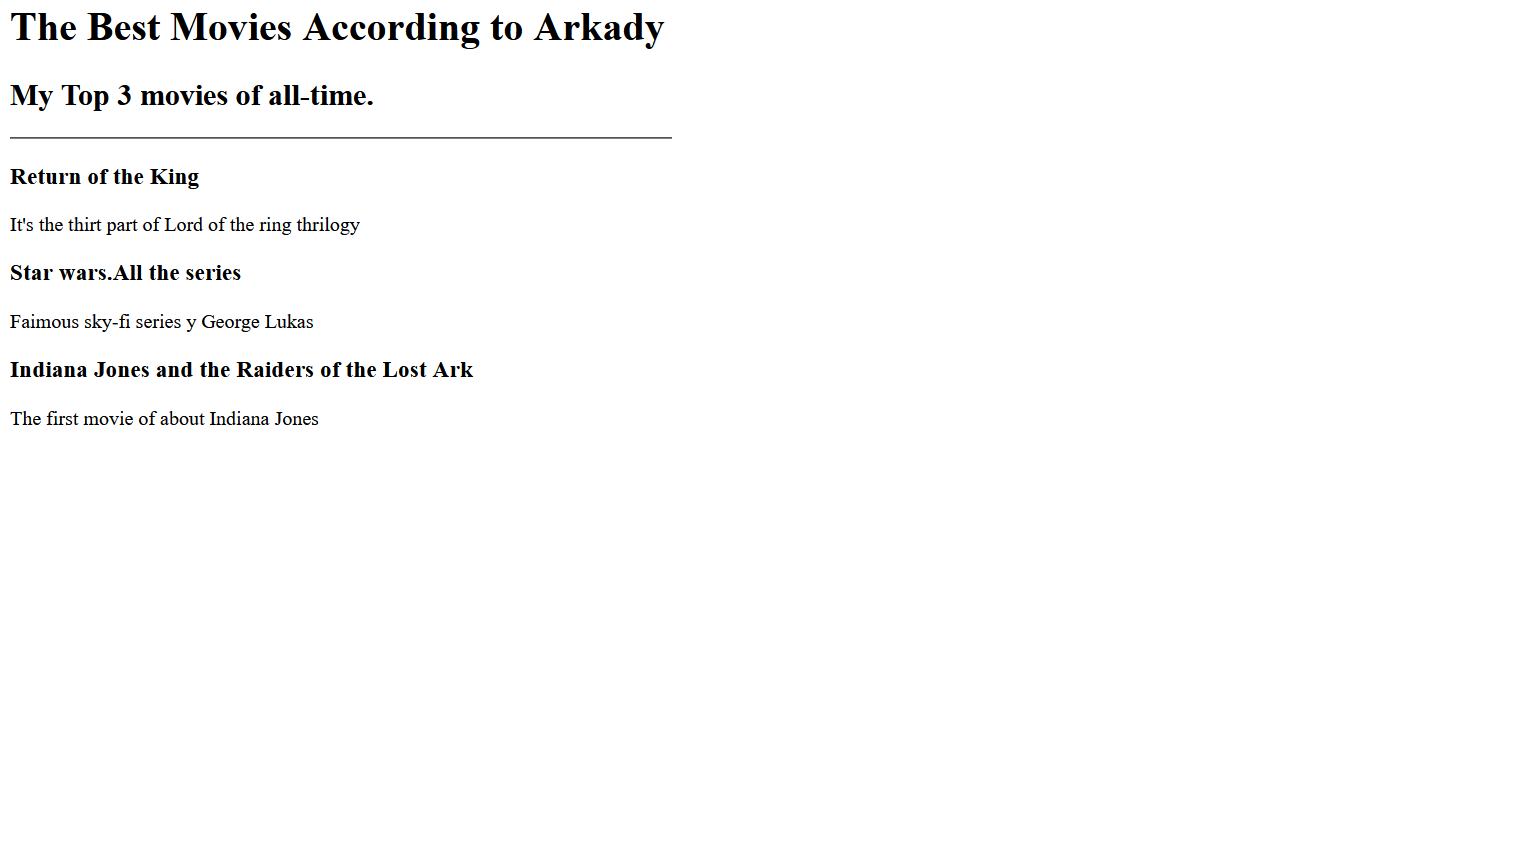 The Best Movies According to Arkady
My Top 3 movies of all-time.
Return of the King
It's the thirt part of Lord of the ring thrilogy
Star wars.All the series
Faimous sky-fi series y George Lukas
Indiana Jones and the Raiders of the Lost Ark
The first movie of about Indiana Jones